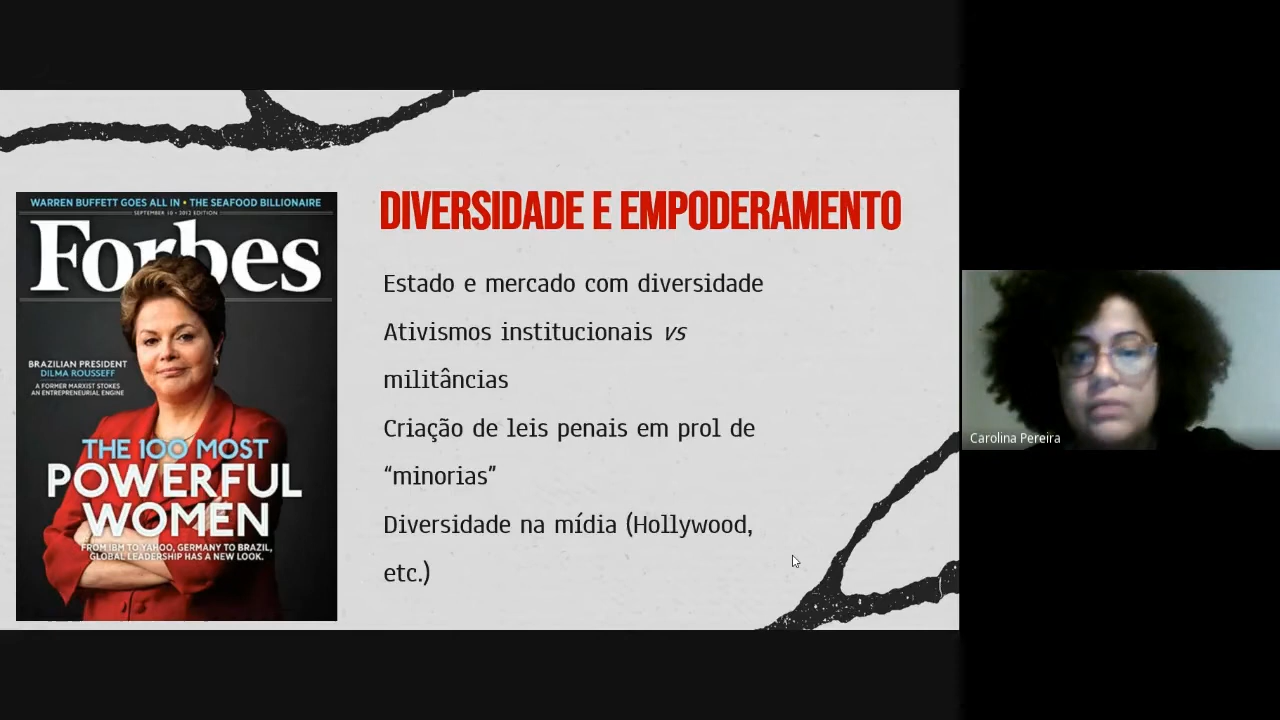 WARREN BUFFETT GOES ALL IN • THE SEAFOOD BILLIONAIRE
SEPTEMBER 10 • 2012 EDITION
Forbes
BRAZILIAN PRESIDENT
DILMA ROUSSEFF
A FORMER MARXIST STOKES
AN ENTREPRENEURIAL ENGINE
THE 100 MOST
POWERFUL
WOMEN
FROM IBM TO YAHOO, GERMANY TO BRAZIL,
GLOBAL LEADERSHIP HAS A NEW LOOK.
DIVERSIDADE E EMPODERAMENTO
Estado e mercado com diversidade
Ativismos institucionais vs
militâncias
Criação de leis penais em prol de
“minorias”
Diversidade na mídia (Hollywood,
etc.)
Carolina Pereira